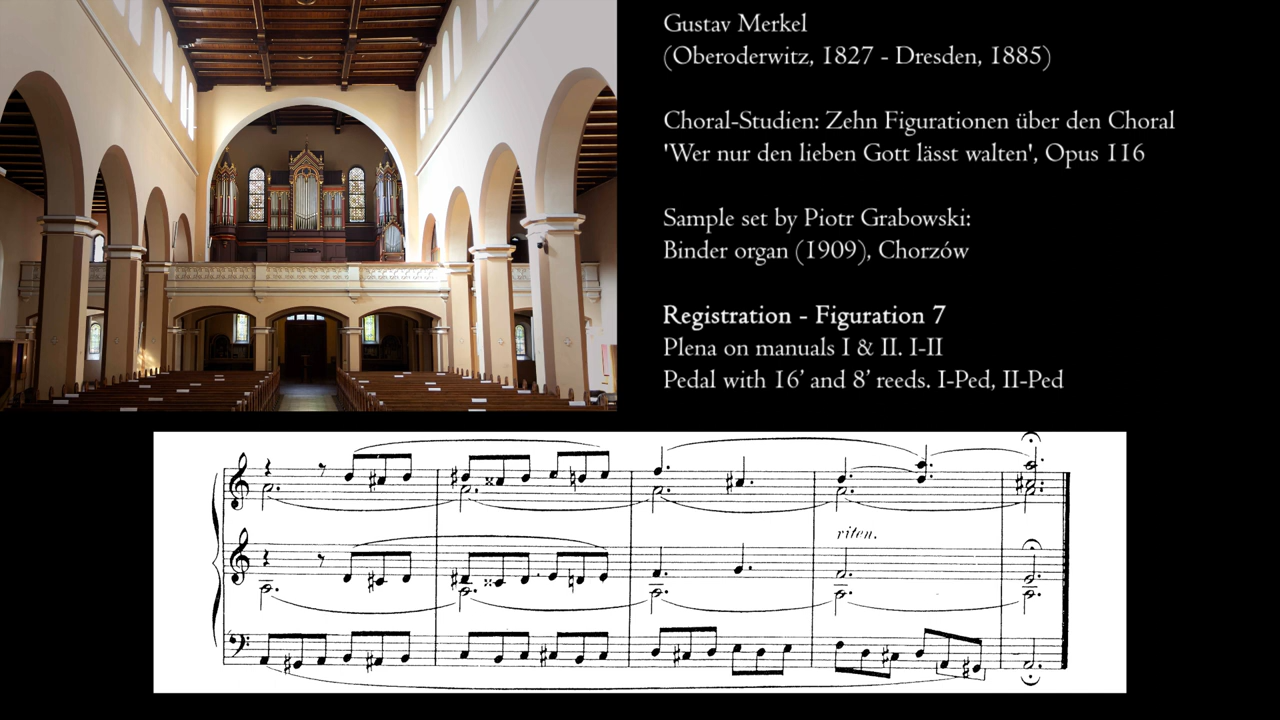 Gustav Merkel
(Oberoderwitz, 1827 - Dresden, 1885)
Choral-Studien: Zehn Figurationen über den Choral
'Wer nur den lieben Gott lässt walten', Opus 116
Sample set by Piotr Grabowski:
Binder organ (1909), Chorzów
Registration - Figuration 7
Plena on manuals I & II. I-II
Pedal with 16’ and 8’ reeds. I-Ped, II-Ped
riten.